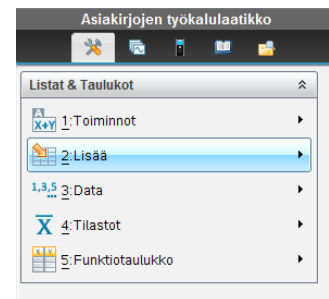 Asiakirjojen työkalulaatikko
Listat & Taulukot
1:Toiminnot
2:Lisää
1,3,5 3:Data
4:Tilastot
5:Funktiotaulukko